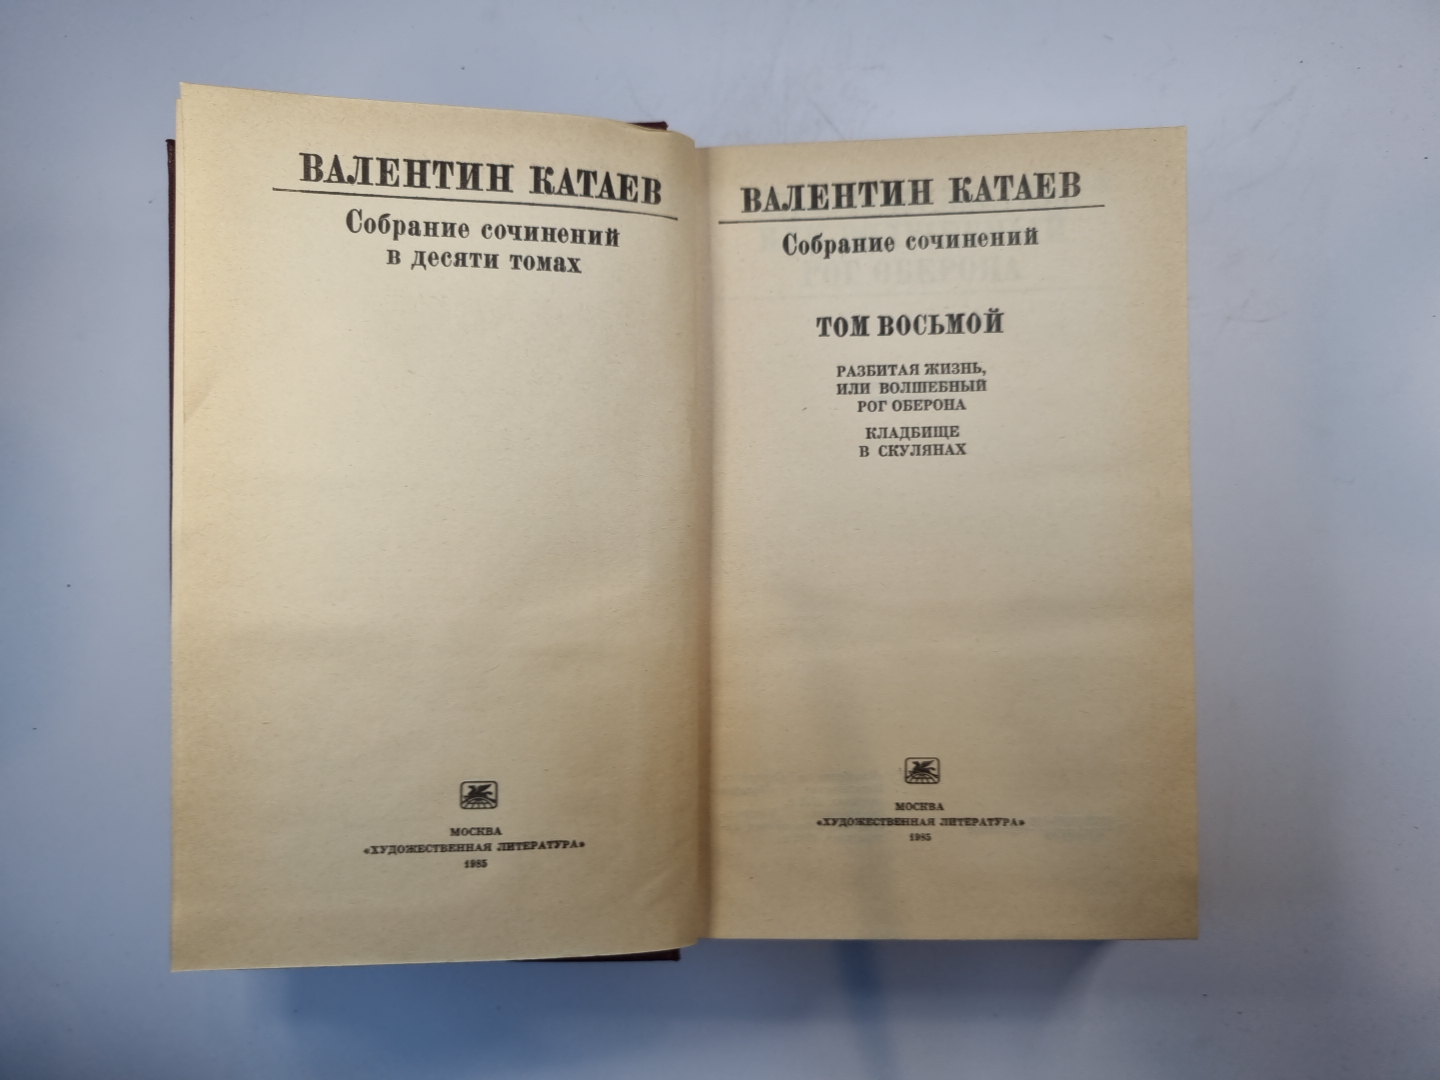 ВАЛЕНТИН КАТАЕВ
Собрание сочинений
в десяти томах
МОСКВА
«ХУДОЖЕСТВЕННАЯ ЛИТЕРАТУРА»
1985
ВАЛЕНТИН КАТАЕВ
Собрание сочинений
ТОМ ВОСЬМОЙ
РАЗБИТАЯ ЖИЗНЬ,
ИЛИ ВОЛШЕБНЫЙ
РОГ ОБЕРОНА
КЛАДБИЩЕ
В СКУЛЯНАХ
МОСКВА
«ХУДОЖЕСТВЕННАЯ ЛИТЕРАТУРА»
1985